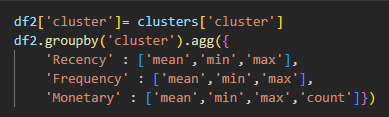 df2['cluster']= clusters['cluster']
df2.groupby('cluster').agg({
    'Recency' : ['mean','min','max'],
    'Frequency' : ['mean','min','max'],
    'Monetary' : ['mean','min','max','count']})